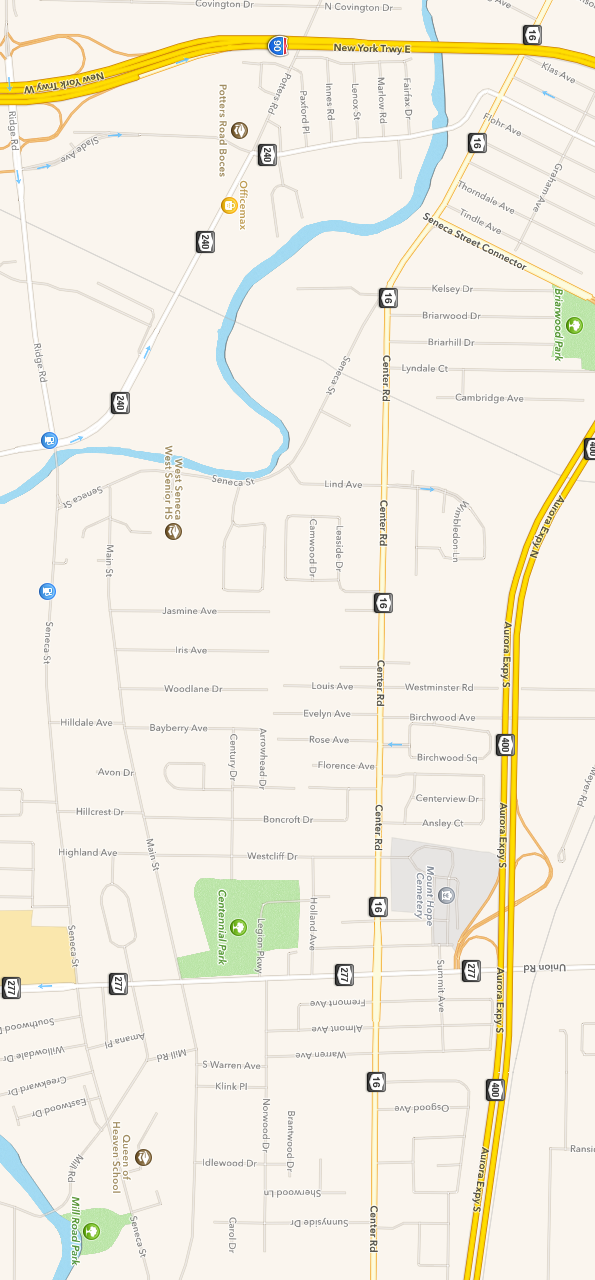 Covington Dr
N Covington Dr
16
New York Twy W
New York Trwy E
90
Klas Ave
Ridge Rd
Potters Rd
Potters Road Boces
Paxford Pl
Innes Rd
Lenox St
Marlow Rd
Fairfax Dr
Flohr Ave
Slade Ave
240
16
Graham Ave
Officemax
Thorndale Ave
Tindle Ave
Seneca Street Connector
240
Kelsey Dr
16
Briarwood Dr
Briarwood Park
Briarhill Dr
Ridge Rd
Seneca St
Center Rd
Lyndale Ct
Cambridge Ave
240
400
West Seneca
West Senior HS
Seneca St
Lind Ave
Seneca St
Center Rd
Wimbledon Ln
Aurora Expy N
Main St
Camwood Dr
Leaside Dr
16
Jasmine Ave
Seneca St
Iris Ave
Aurora Expy S
Woodlane Dr
Louis Ave
Center Rd
Westminster Rd
Hilldale Ave
Bayberry Ave
Evelyn Ave
Birchwood Ave
Rose Ave
400
Century Dr
Arrowhead Dr
Florence Ave
Birchwood Sq
Avon Dr
Meyer Rd
Centerview Dr
Hillcrest Dr
Boncroft Dr
Center Rd
Ansley Ct
Aurora Expy S
Highland Ave
Main St
Westcliff Dr
Mount Hope
Cemetery
16
Centennial Park
Legion Pkwy
Holland Ave
Seneca St
277
277
277
277
Union Rd
Summit Ave
Aurora Expy S
Fremont Ave
Southwood Dr
Almont Ave
Amana Pl
Willowdale Dr
Mill Rd
Warren Ave
S Warren Ave
Creekward Dr
Klink Pl
16
400
Eastwood Dr
Norwood Dr
Brantwood Dr
Osgood Ave
Queen of
Heaven School
Idlewood Dr
Mill Rd
Aurora Expy S
Sherwood Ln
Mill Road Park
Seneca St
Carol Dr
Sunnyside Dr
Center Rd